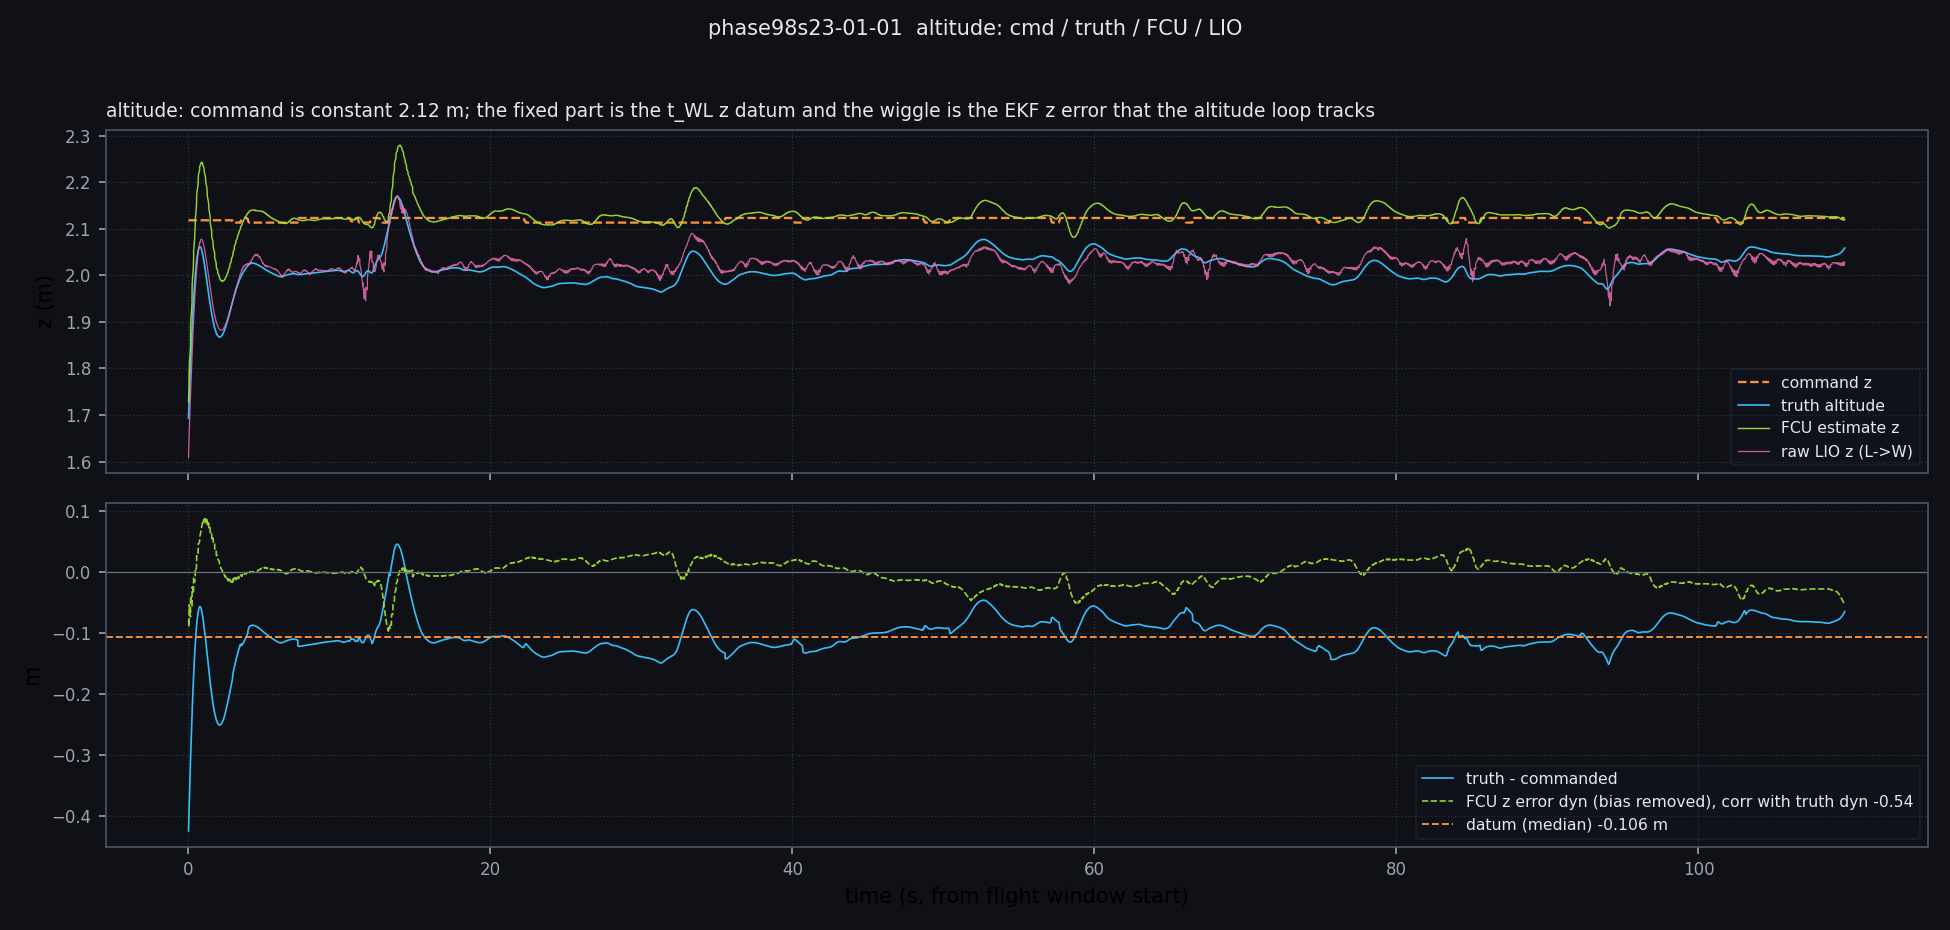 phase98s23-01-01  altitude: cmd / truth / FCU / LIO
altitude: command is constant 2.12 m; the fixed part is the t_WL z datum and the wiggle is the EKF z error that the altitude loop tracks
z (m)
2.3
2.2
2.1
2.0
1.9
1.8
1.7
1.6
command z
truth altitude
FCU estimate z
raw LIO z (L->W)
m
0.1
0.0
−0.1
−0.2
−0.3
−0.4
truth - commanded
FCU z error dyn (bias removed), corr with truth dyn -0.54
datum (median) -0.106 m
0 20 40 60 80 100
time (s, from flight window start)